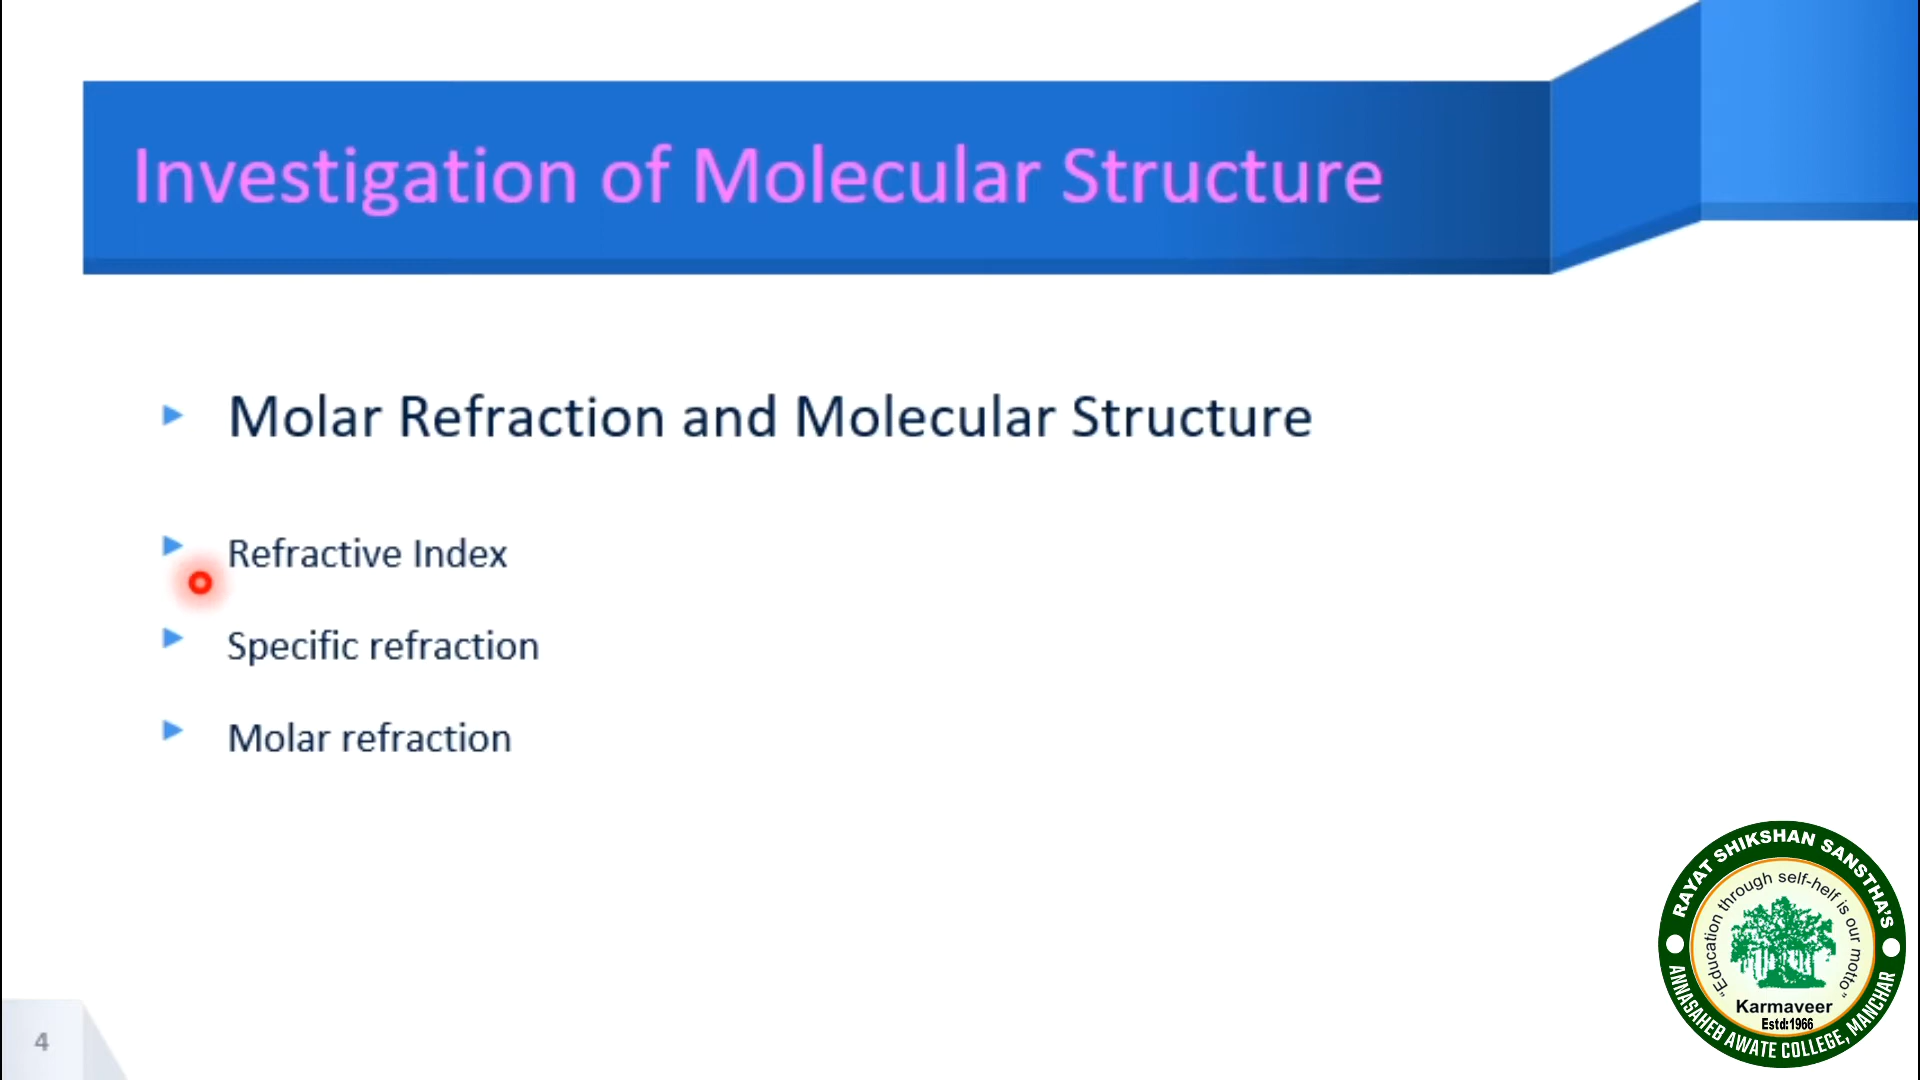 Investigation of Molecular Structure
Molar Refraction and Molecular Structure
Refractive Index
Specific refraction
Molar refraction
RAYAT SHIKSHAN SANSTHA'S
"Education through self-helf is our motto"
Karmaveer
Estd:1966
ANNASAHEB AWATE COLLEGE, MANCHAR
4